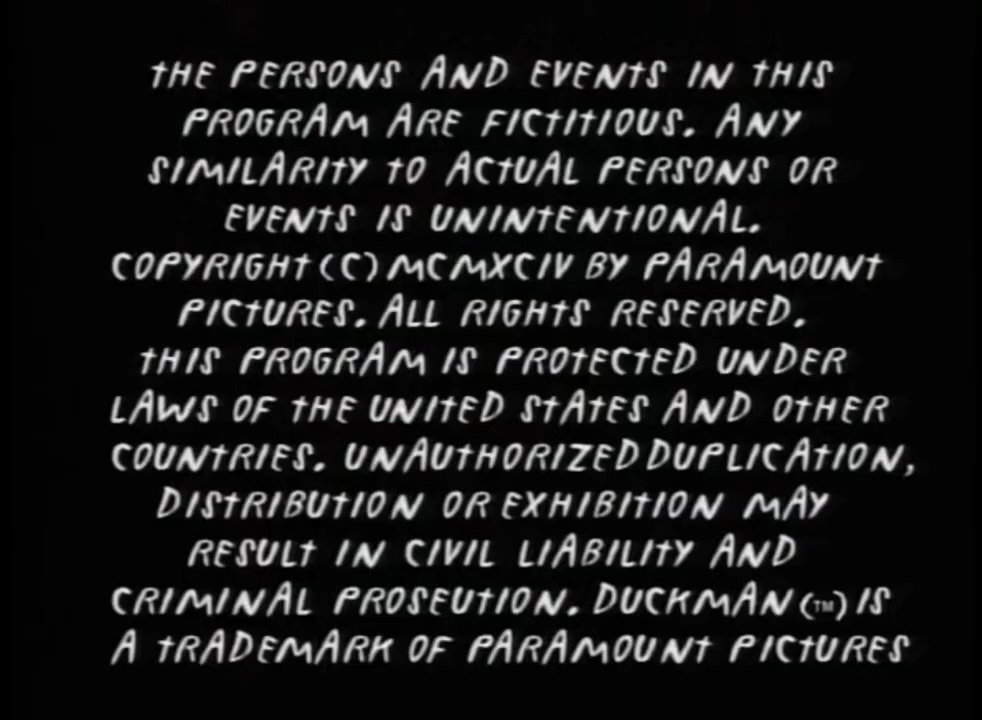 THE PERSONS AND EVENTS IN THIS
PROGRAM ARE FICTITIOUS. ANY
SIMILARITY TO ACTUAL PERSONS OR
EVENTS IS UNINTENTIONAL.
COPYRIGHT (C) MCMXCIV BY PARAMOUNT
PICTURES. ALL RIGHTS RESERVED.
THIS PROGRAM IS PROTECTED UNDER
LAWS OF THE UNITED STATES AND OTHER
COUNTRIES. UNAUTHORIZED DUPLICATION,
DISTRIBUTION OR EXHIBITION MAY
RESULT IN CIVIL LIABILITY AND
CRIMINAL PROSEUTION. DUCKMAN (TM) IS
A TRADEMARK OF PARAMOUNT PICTURES